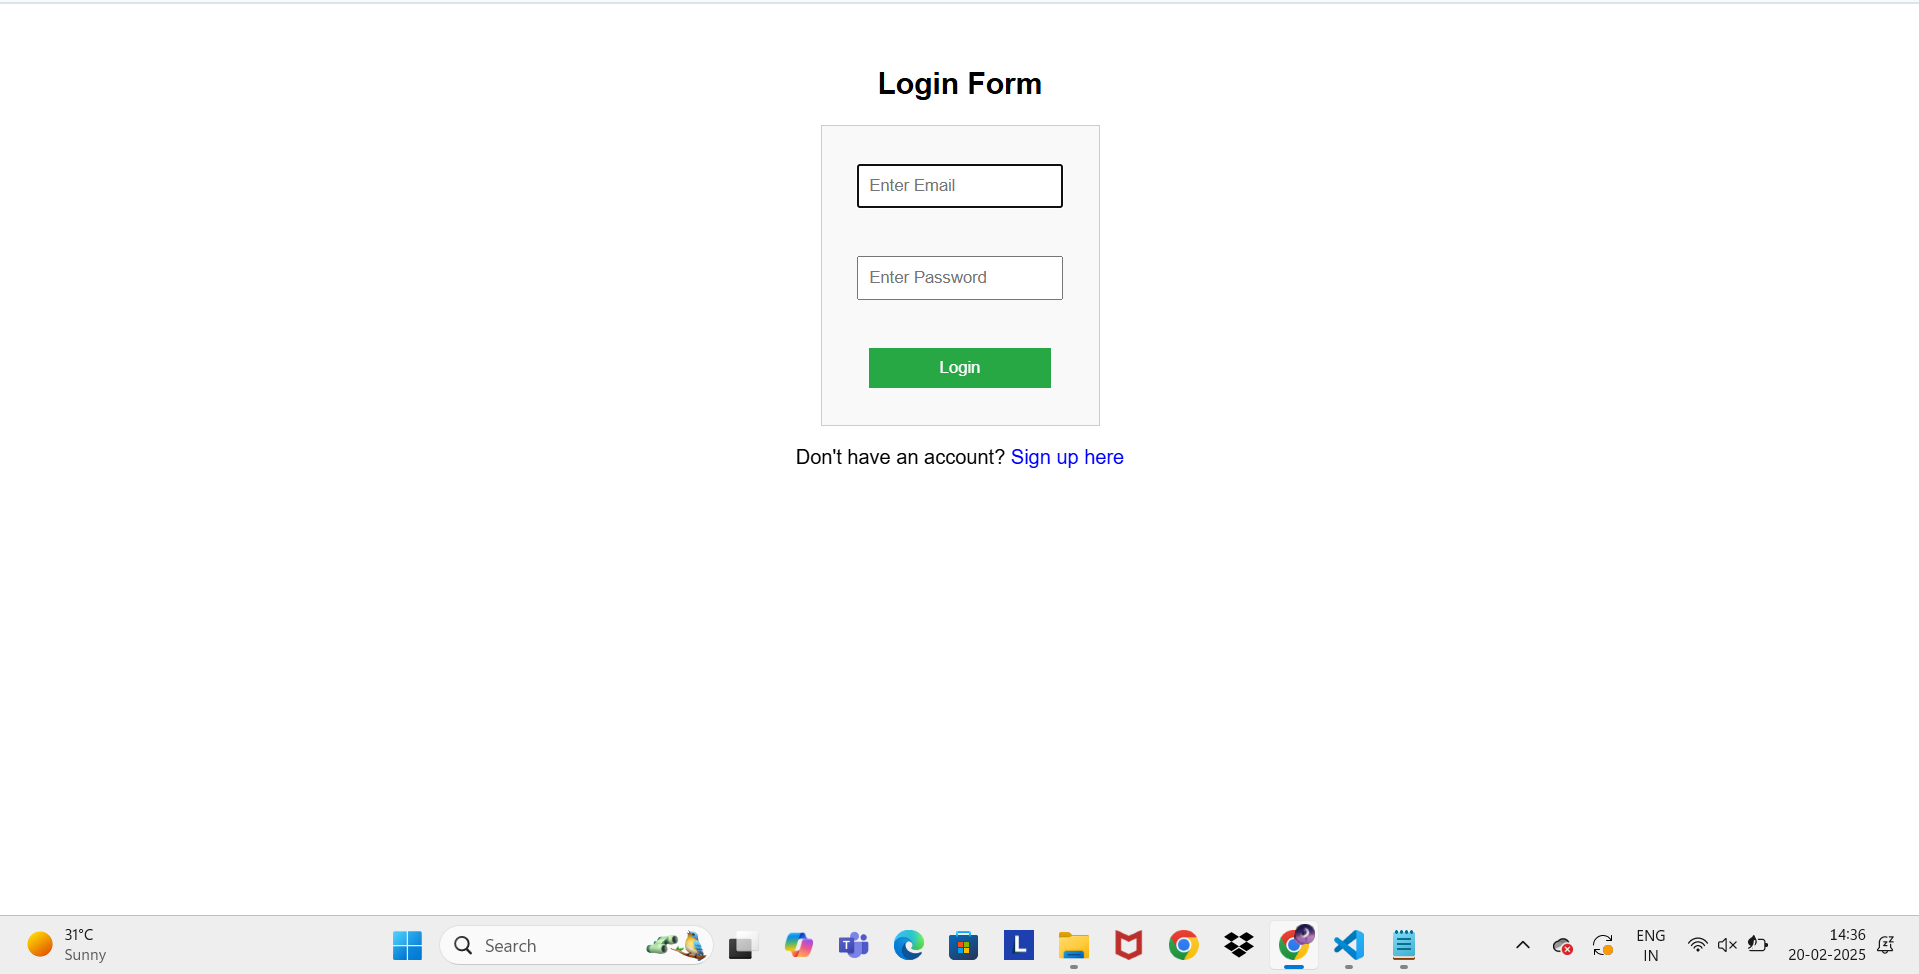 Login Form
Enter Email
Enter Password
Login
Don't have an account? Sign up here
31°C
Sunny
Search
T
L
ENG
IN
14:36
20-02-2025